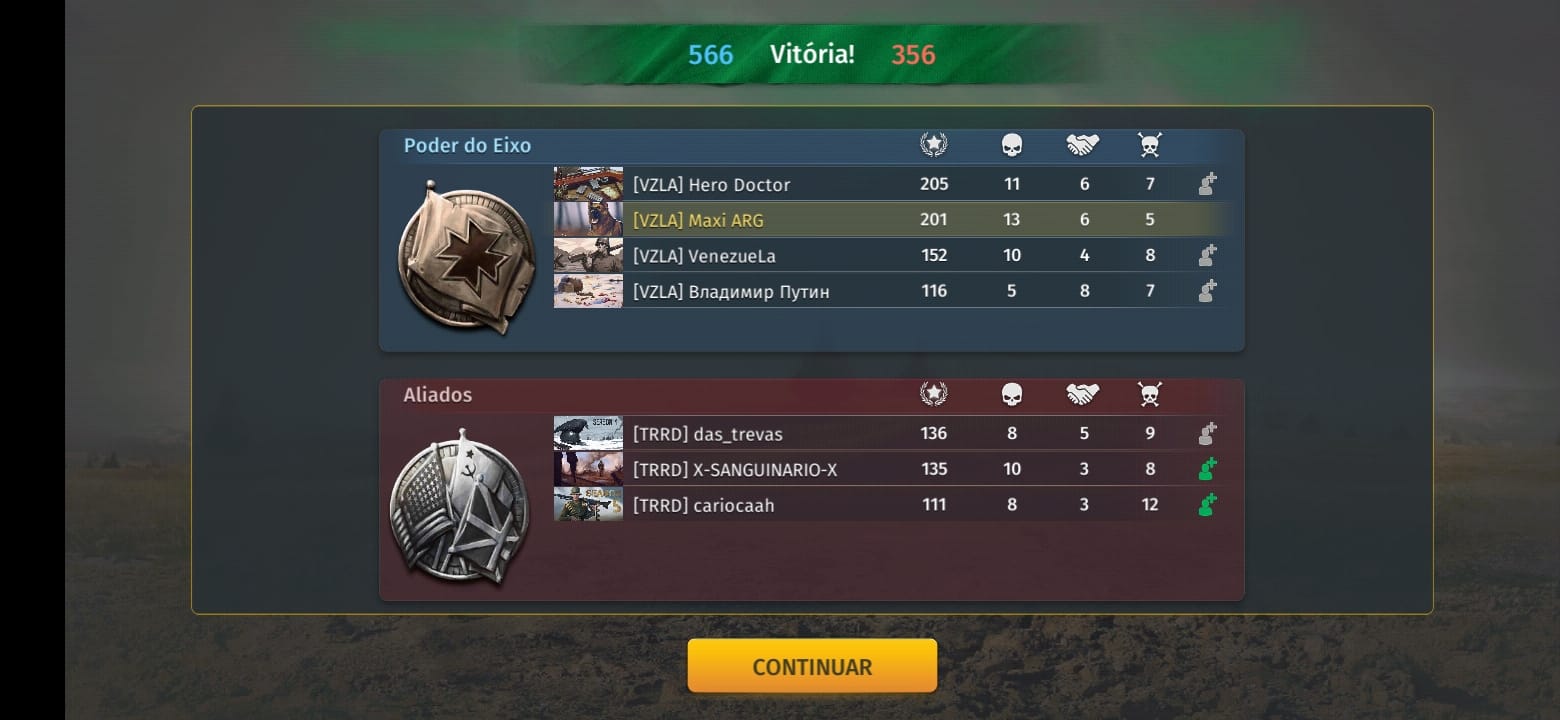 566 Vitória! 356
Poder do Eixo
[VZLA] Hero Doctor 205 11 6 7
[VZLA] Maxi ARG 201 13 6 5
[VZLA] VenezueLa 152 10 4 8
[VZLA] Владимир Путин 116 5 8 7
Aliados
[TRRD] das_trevas 136 8 5 9
[TRRD] X-SANGUINARIO-X 135 10 3 8
[TRRD] cariocaah 111 8 3 12
CONTINUAR